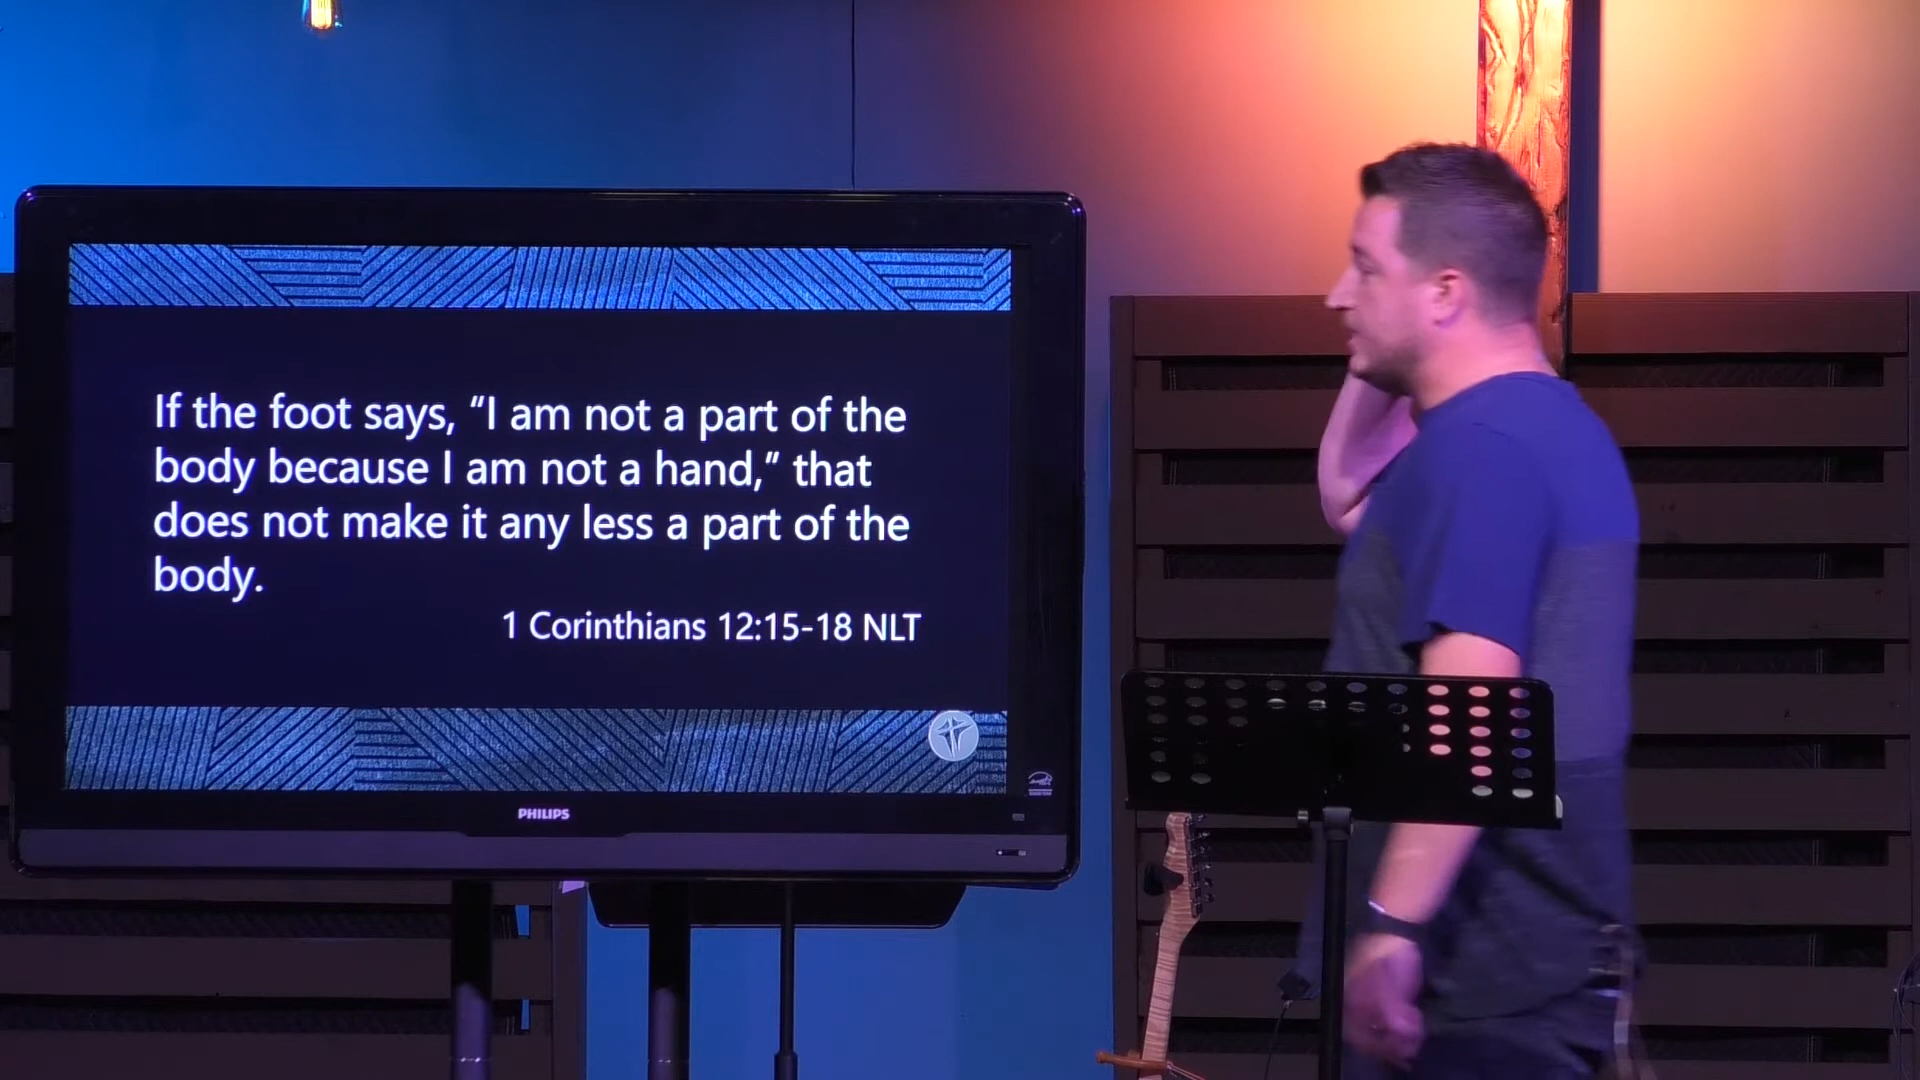 If the foot says, “I am not a part of the
body because I am not a hand,” that
does not make it any less a part of the
body.
1 Corinthians 12:15-18 NLT
PHILIPS